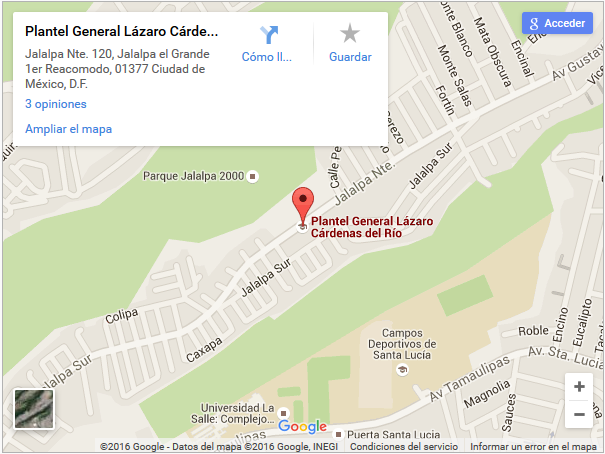 Plantel General Lázaro Cárde...
Jalalpa Nte. 120, Jalalpa el Grande
1er Reacomodo, 01377 Ciudad de
México, D.F.
3 opiniones
Ampliar el mapa
Cómo ll...
Guardar
Acceder
Monte Blanco
Mata Obscura
Encinal
Av Gustav
Monte Salas
Fortín
Calle Pe
Parque Jalalpa 2000
Jalalpa Nte.
Jalalpa Sur
Plantel General Lázaro
Cárdenas del Río
Jalalpa Sur
Colipa
Caxapa
Jalalpa Sur
Campos
Deportivos de
Santa Lucía
Roble
Encino
Eucalipto
Av. Sta. Lucía
Av Tamaulipas
Magnolia
Sauces
Universidad La
Salle: Complejo...
Google
Puerta Santa Lucia
©2016 Google - Datos del mapa ©2016 Google, INEGI
Condiciones del servicio
Informar un error en el mapa